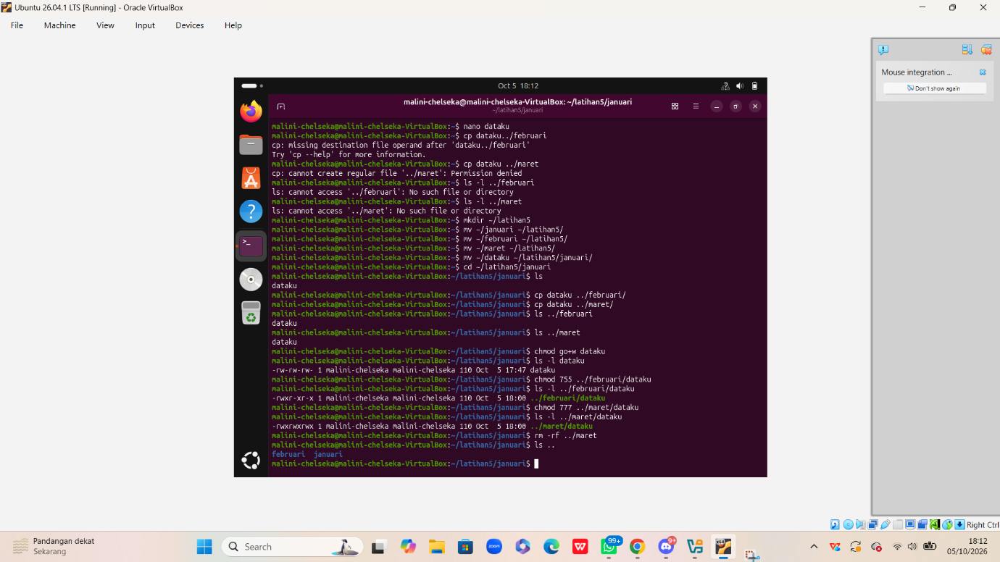 Ubuntu 26.04.1 LTS [Running] - Oracle VirtualBox
File Machine View Input Devices Help
Mouse integration ...
Don't show again
Oct 5 18:12
malini-chelseka@malini-chelseka-VirtualBox: ~/latihan5/januari
~/latihan5/januari
malini-chelseka@malini-chelseka-VirtualBox:~$ nano dataku
malini-chelseka@malini-chelseka-VirtualBox:~$ cp dataku../februari
cp: missing destination file operand after 'dataku../februari'
Try 'cp --help' for more information.
malini-chelseka@malini-chelseka-VirtualBox:~$ cp dataku ../maret
cp: cannot create regular file '../maret': Permission denied
malini-chelseka@malini-chelseka-VirtualBox:~$ ls -l ../februari
ls: cannot access '../februari': No such file or directory
malini-chelseka@malini-chelseka-VirtualBox:~$ ls -l ../maret
ls: cannot access '../maret': No such file or directory
malini-chelseka@malini-chelseka-VirtualBox:~$ mkdir ~/latihan5
malini-chelseka@malini-chelseka-VirtualBox:~$ mv ~/januari ~/latihan5/
malini-chelseka@malini-chelseka-VirtualBox:~$ mv ~/februari ~/latihan5/
malini-chelseka@malini-chelseka-VirtualBox:~$ mv ~/maret ~/latihan5/
malini-chelseka@malini-chelseka-VirtualBox:~$ mv ~/dataku ~/latihan5/januari/
malini-chelseka@malini-chelseka-VirtualBox:~$ cd ~/latihan5/januari
malini-chelseka@malini-chelseka-VirtualBox:~/latihan5/januari$ ls
dataku
malini-chelseka@malini-chelseka-VirtualBox:~/latihan5/januari$ cp dataku ../februari/
malini-chelseka@malini-chelseka-VirtualBox:~/latihan5/januari$ cp dataku ../maret/
malini-chelseka@malini-chelseka-VirtualBox:~/latihan5/januari$ ls ../februari
dataku
malini-chelseka@malini-chelseka-VirtualBox:~/latihan5/januari$ ls ../maret
dataku
malini-chelseka@malini-chelseka-VirtualBox:~/latihan5/januari$ chmod go+w dataku
malini-chelseka@malini-chelseka-VirtualBox:~/latihan5/januari$ ls -l dataku
-rw-rw-rw- 1 malini-chelseka malini-chelseka 110 Oct  5 17:47 dataku
malini-chelseka@malini-chelseka-VirtualBox:~/latihan5/januari$ chmod 755 ../februari/dataku
malini-chelseka@malini-chelseka-VirtualBox:~/latihan5/januari$ ls -l ../februari/dataku
-rwxr-xr-x 1 malini-chelseka malini-chelseka 110 Oct  5 18:00 ../februari/dataku
malini-chelseka@malini-chelseka-VirtualBox:~/latihan5/januari$ chmod 777 ../maret/dataku
malini-chelseka@malini-chelseka-VirtualBox:~/latihan5/januari$ ls -l ../maret/dataku
-rwxrwxrwx 1 malini-chelseka malini-chelseka 110 Oct  5 18:00 ../maret/dataku
malini-chelseka@malini-chelseka-VirtualBox:~/latihan5/januari$ rm -rf ../maret
malini-chelseka@malini-chelseka-VirtualBox:~/latihan5/januari$ ls ..
februari  januari
malini-chelseka@malini-chelseka-VirtualBox:~/latihan5/januari$
Right Ctrl
Pandangan dekat
Sekarang
Search
zoom
99+
9+
18:12
05/10/2026